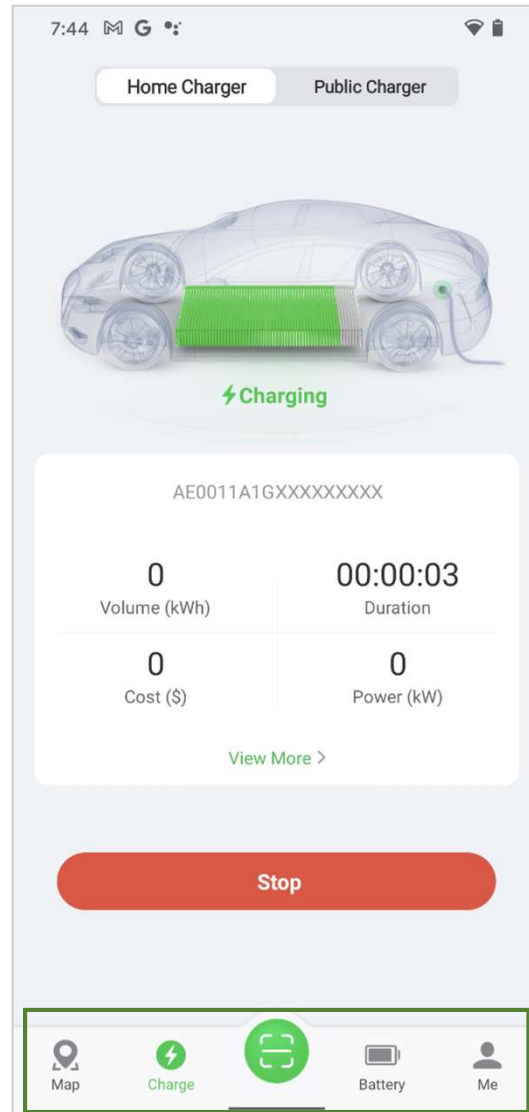 7:44 M G
Home Charger Public Charger
Charging
AE0011A1GXXXXXXXXX
0 00:00:03
Volume (kWh) Duration
0 0
Cost ($) Power (kW)
View More >
Stop
Map Charge Battery Me